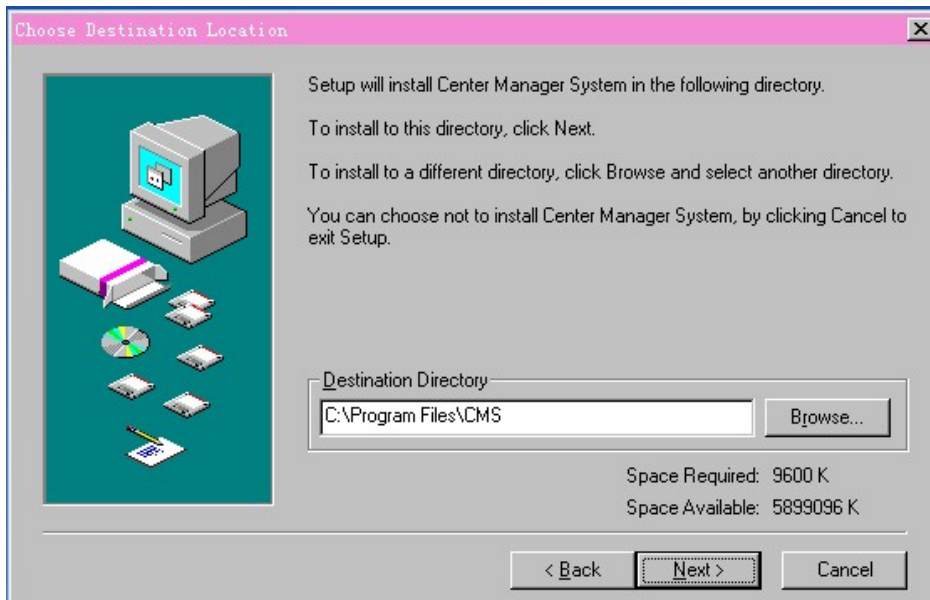 Choose Destination Location
Setup will install Center Manager System in the following directory.
To install to this directory, click Next.
To install to a different directory, click Browse and select another directory.
You can choose not to install Center Manager System, by clicking Cancel to
exit Setup.
Destination Directory
C:\Program Files\CMS
Browse...
Space Required: 9600 K
Space Available: 5899096 K
< Back
Next >
Cancel